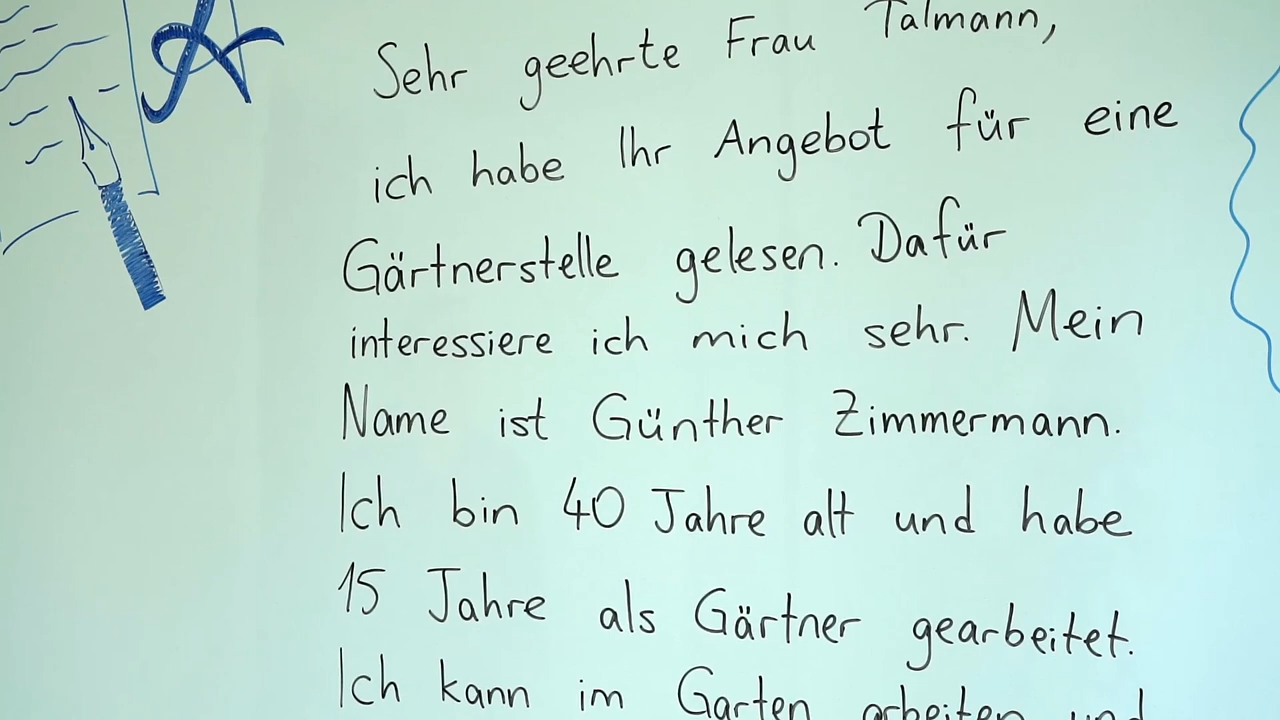 A
Sehr geehrte Frau Talmann,
ich habe Ihr Angebot für eine
Gärtnerstelle gelesen. Dafür
interessiere ich mich sehr. Mein
Name ist Günther Zimmermann.
Ich bin 40 Jahre alt und habe
15 Jahre als Gärtner gearbeitet.
Ich kann im Garten arbeiten und